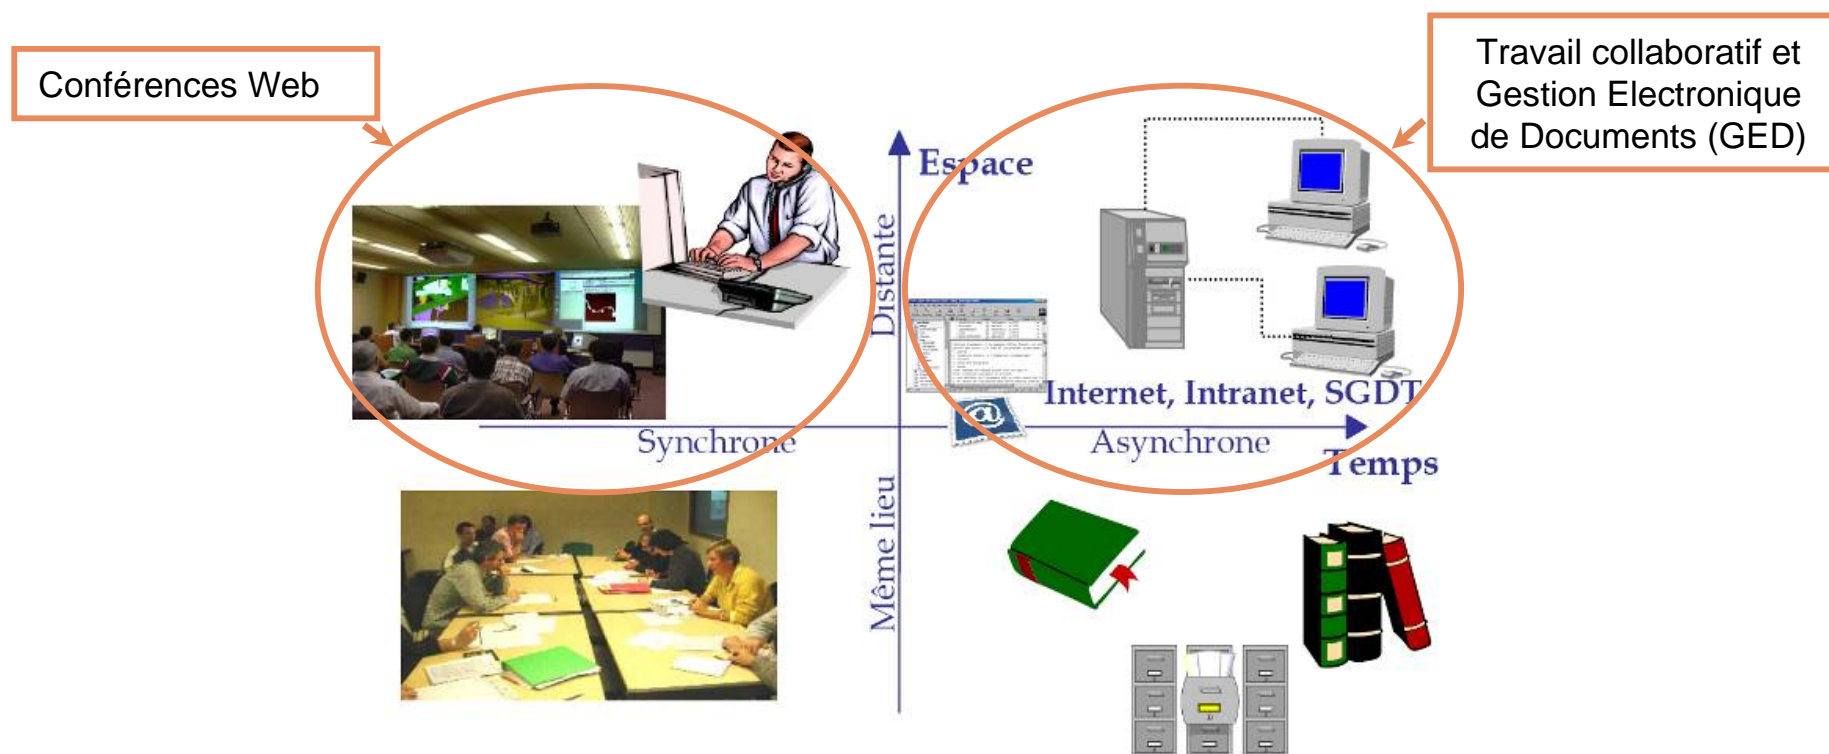 Conférences Web
Travail collaboratif et
Gestion Electronique
de Documents (GED)
Espace
Distante
Internet, Intranet, SGDT
Synchrone
Asynchrone
Temps
Même lieu